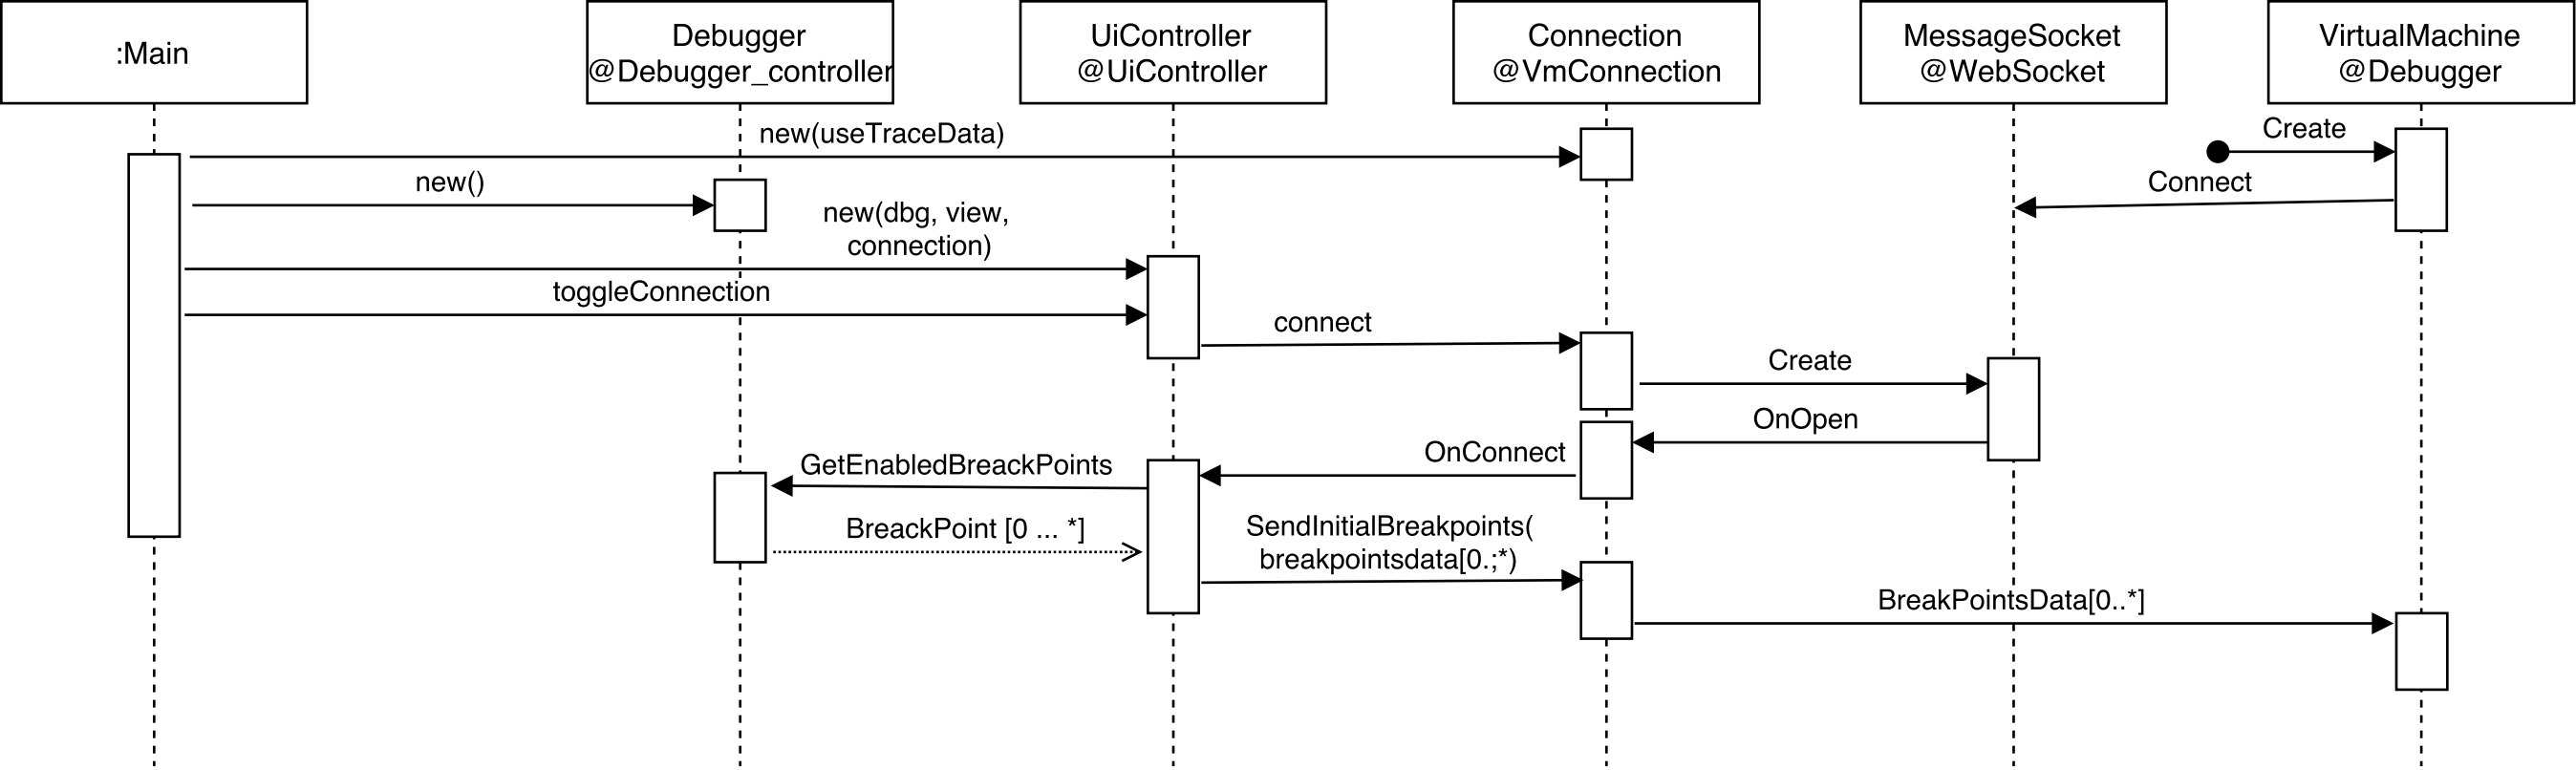 :Main
Debugger
@Debugger_controller
UiController
@UiController
Connection
@VmConnection
MessageSocket
@WebSocket
VirtualMachine
@Debugger
new(useTraceData)
Create
new()
Connect
new(dbg, view,
connection)
toggleConnection
connect
Create
OnOpen
OnConnect
GetEnabledBreackPoints
BreackPoint [0 ... *]
SendInitialBreakpoints(
breakpointsdata[0.;*)
BreakPointsData[0..*]